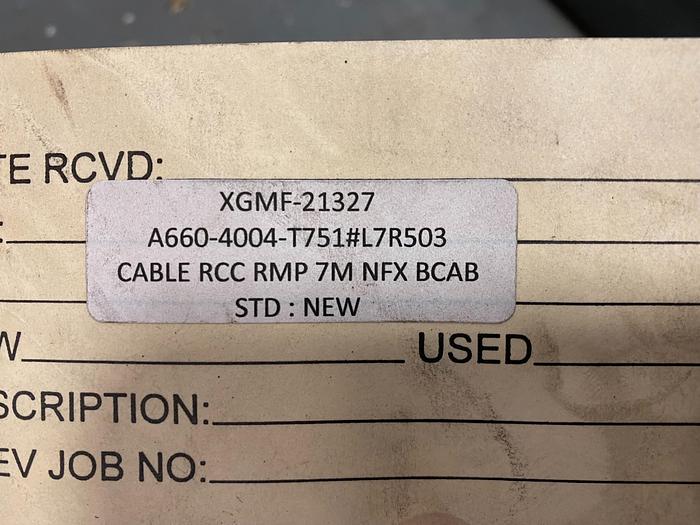 TE RCVD:
XGMF-21327
A660-4004-T751#L7R503
CABLE RCC RMP 7M NFX BCAB
STD : NEW
W USED
SCRIPTION:
EV JOB NO: